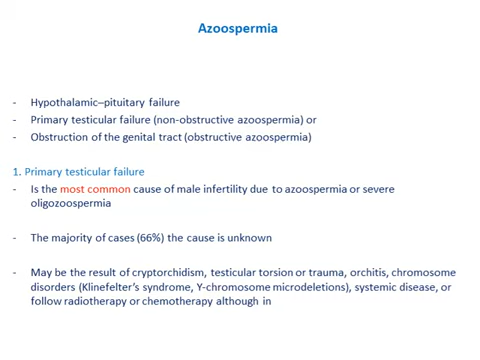 Azoospermia
- Hypothalamic–pituitary failure
- Primary testicular failure (non-obstructive azoospermia) or
- Obstruction of the genital tract (obstructive azoospermia)
1. Primary testicular failure
- Is the most common cause of male infertility due to azoospermia or severe
oligozoospermia
- The majority of cases (66%) the cause is unknown
- May be the result of cryptorchidism, testicular torsion or trauma, orchitis, chromosome
disorders (Klinefelter's syndrome, Y-chromosome microdeletions), systemic disease, or
follow radiotherapy or chemotherapy although in